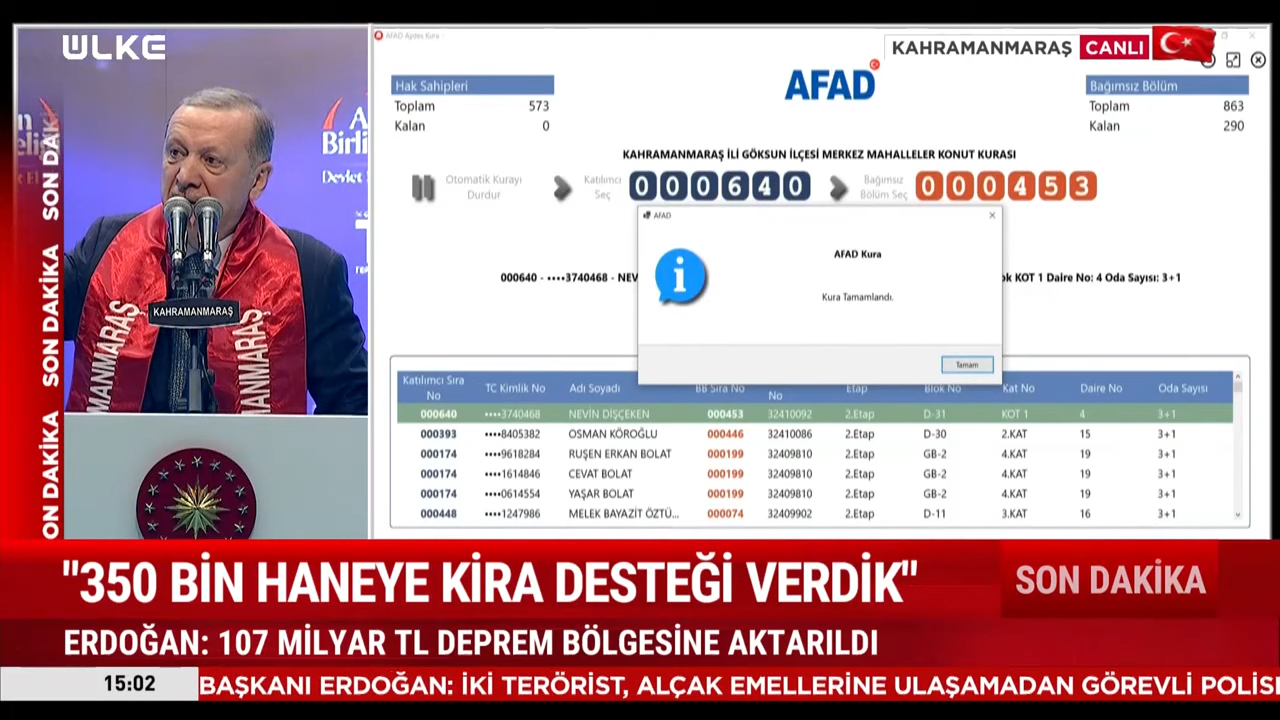 ÜLKE
SON DAKİKA
SON DAKİKA
KAHRAMANMARAŞ
KAHRAMANMARAŞ CANLI
AFAD Aydes Kura
AFAD
Hak Sahipleri
Toplam 573
Kalan 0
Bağımsız Bölüm
Toplam 863
Kalan 290
KAHRAMANMARAŞ İLİ GÖKSUN İLÇESİ MERKEZ MAHALLELER KONUT KURASI
Otomatik Kurayı Durdur
Katılımcı Seç
000640
Bağımsız Bölüm Seç
000453
AFAD
AFAD Kura
Kura Tamamlandı.
Tamam
000640 - ••••3740468 - NEV
ok KOT 1 Daire No: 4 Oda Sayısı: 3+1
Katılımcı Sıra No TC Kimlik No Adı Soyadı BB Sıra No No Etap Blok No Kat No Daire No Oda Sayısı
000640 ••••3740468 NEVİN DİŞÇEKEN 000453 32410092 2.Etap D-31 KOT 1 4 3+1
000393 ••••8405382 OSMAN KÖROĞLU 000446 32410086 2.Etap D-30 2.KAT 15 3+1
000174 ••••9618284 RUŞEN ERKAN BOLAT 000199 32409810 2.Etap GB-2 4.KAT 19 3+1
000174 ••••1614846 CEVAT BOLAT 000199 32409810 2.Etap GB-2 4.KAT 19 3+1
000174 ••••0614554 YAŞAR BOLAT 000199 32409810 2.Etap GB-2 4.KAT 19 3+1
000448 ••••1247986 MELEK BAYAZİT ÖZTÜ... 000074 32409902 2.Etap D-11 3.KAT 16 3+1
"350 BİN HANEYE KİRA DESTEĞİ VERDİK"
SON DAKİKA
ERDOĞAN: 107 MİLYAR TL DEPREM BÖLGESİNE AKTARILDI
15:02
BAŞKANI ERDOĞAN: İKİ TERÖRİST, ALÇAK EMELLERİNE ULAŞAMADAN GÖREVLİ POLİS